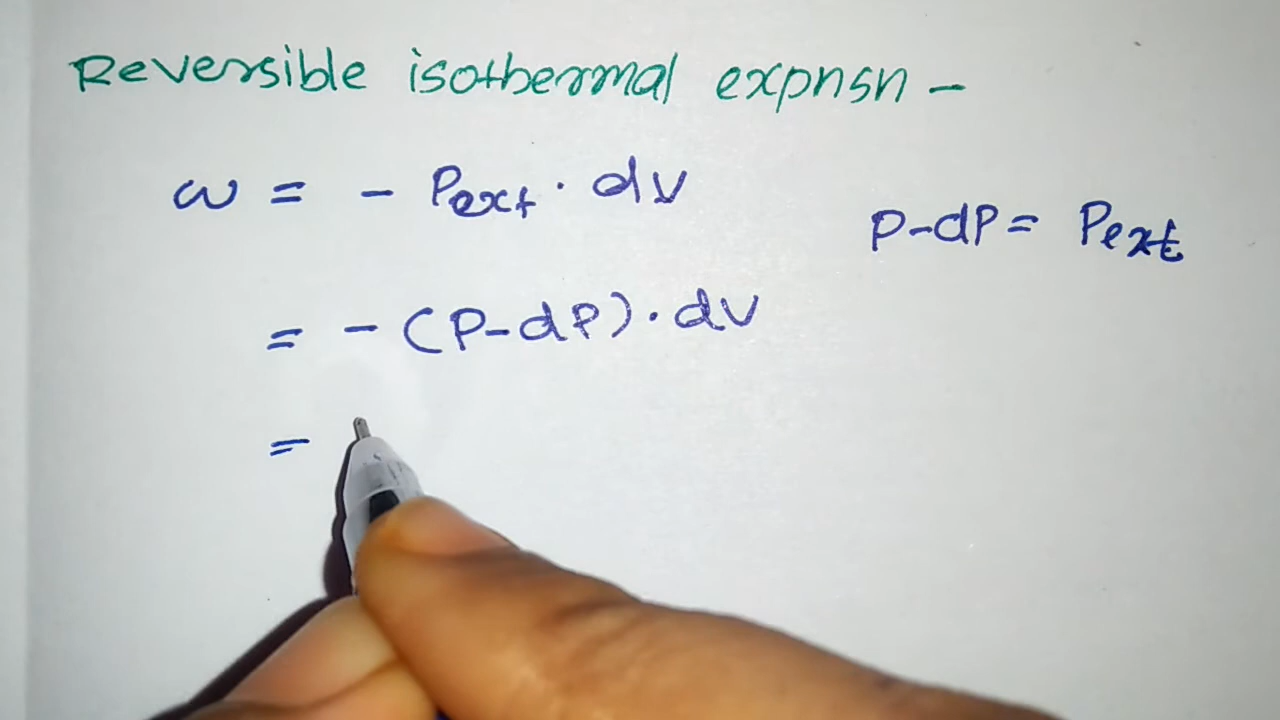 Reversible isothermal expnsn -
w = - Pext . dv
P-dP = Pext
= - (P-dP) . dv
=